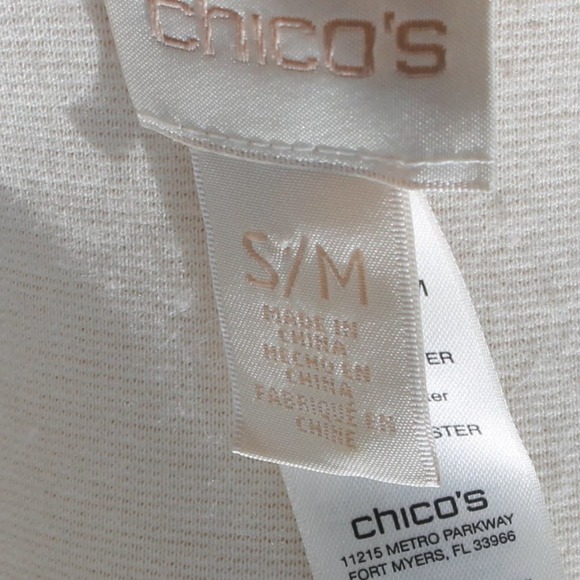 chico's
S/M
MADE IN
CHINA
HECHO EN
CHINA
FABRIQUE EN
CHINE
M
ER
ker
STER
chico's
11215 METRO PARKWAY
FORT MYERS, FL 33966